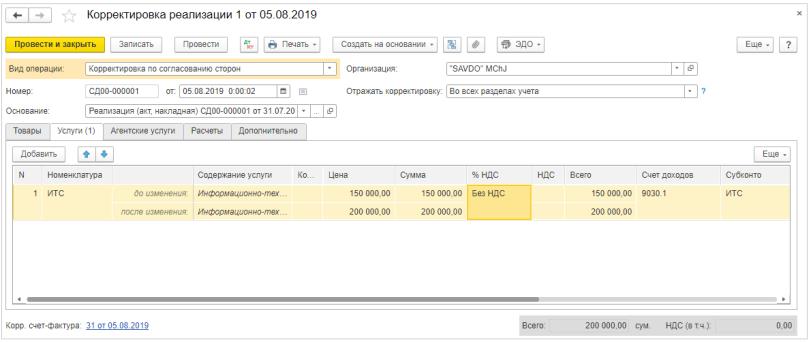 Корректировка реализации 1 от 05.08.2019
Провести и закрыть Записать Провести Дт Кт Печать Создать на основании ЭДО Еще ?
Вид операции: Корректировка по согласованию сторон Организация: "SAVDO" MChJ
Номер: СД00-000001 от: 05.08.2019 0:00:02 Отражать корректировку: Во всех разделах учета ?
Основание: Реализация (акт, накладная) СД00-000001 от 31.07.20 ...
Товары Услуги (1) Агентские услуги Расчеты Дополнительно
Добавить Еще
N Номенклатура Содержание услуги Ко... Цена Сумма % НДС НДС Всего Счет доходов Субконто
1 ИТС до изменения: Информационно-тех... 150 000,00 150 000,00 Без НДС 150 000,00 9030.1 ИТС
после изменения: Информационно-тех... 200 000,00 200 000,00 200 000,00
Корр. счет-фактура: 31 от 05.08.2019 Всего: 200 000,00 сум. НДС (в т.ч.): 0,00